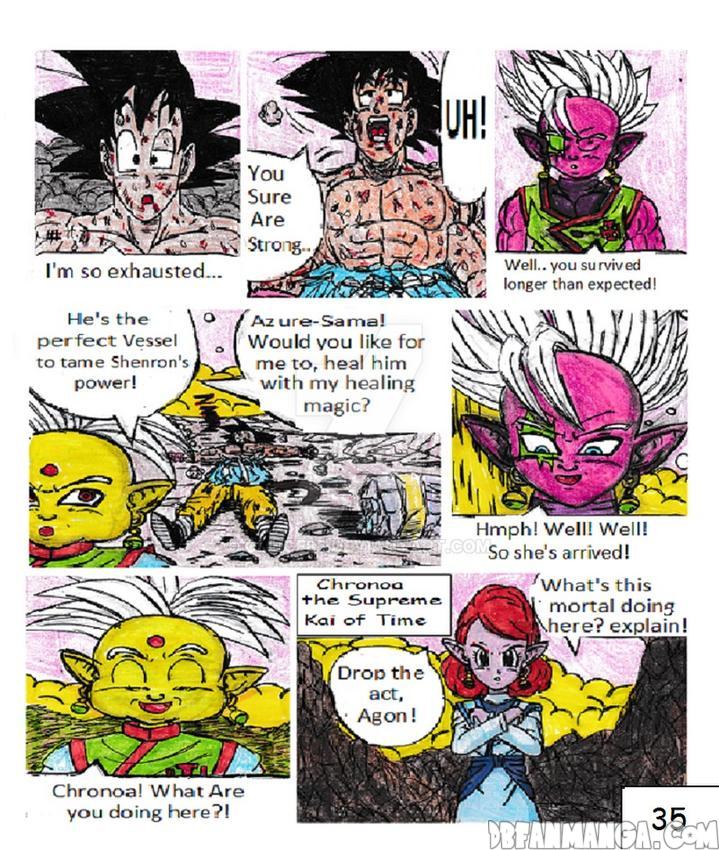 I'm so exhausted...
You
Sure
Are
Strong..
UH!
Well.. you survived
longer than expected!
He's the
perfect Vessel
to tame Shenron's
power!
Azure-Sama!
Would you like for
me to, heal him
with my healing
magic?
Hmph! Well! Well!
So she's arrived!
Chronoa! What Are
you doing here?!
Chronoa
the Supreme
Kai of Time
What's this
mortal doing
here? explain!
Drop the
act,
Agon!
35
DBFANMANGA.COM